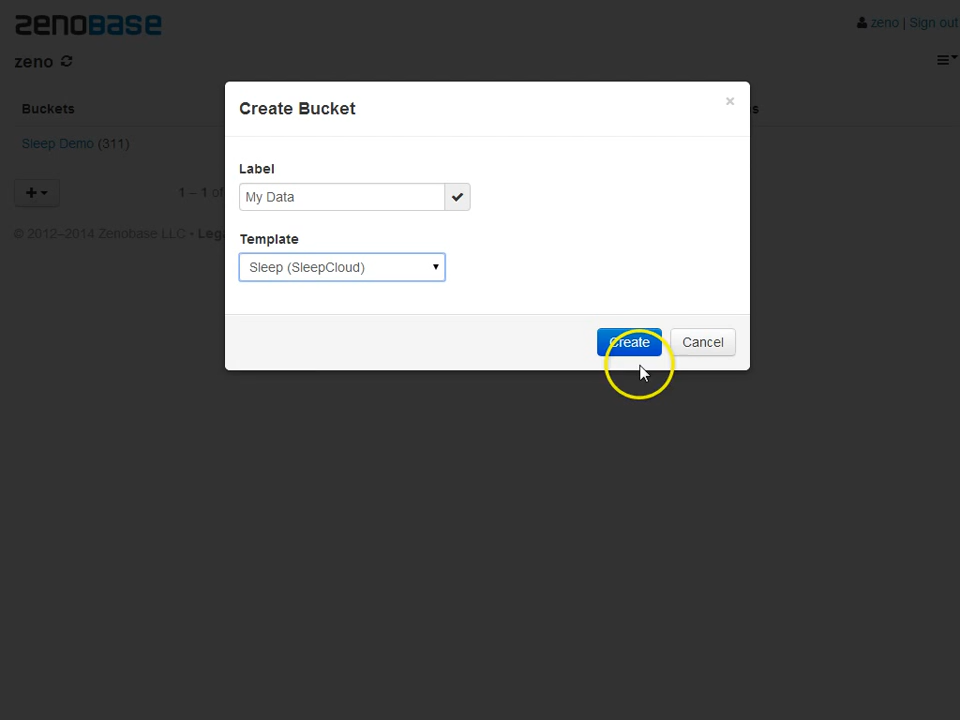 zenobase
zeno | Sign out
zeno
Create Bucket
×
Buckets
s
Label
Sleep Demo (311)
My Data
1 – 1 of
Template
© 2012–2014 Zenobase LLC • Lega
Sleep (SleepCloud)
Create
Cancel